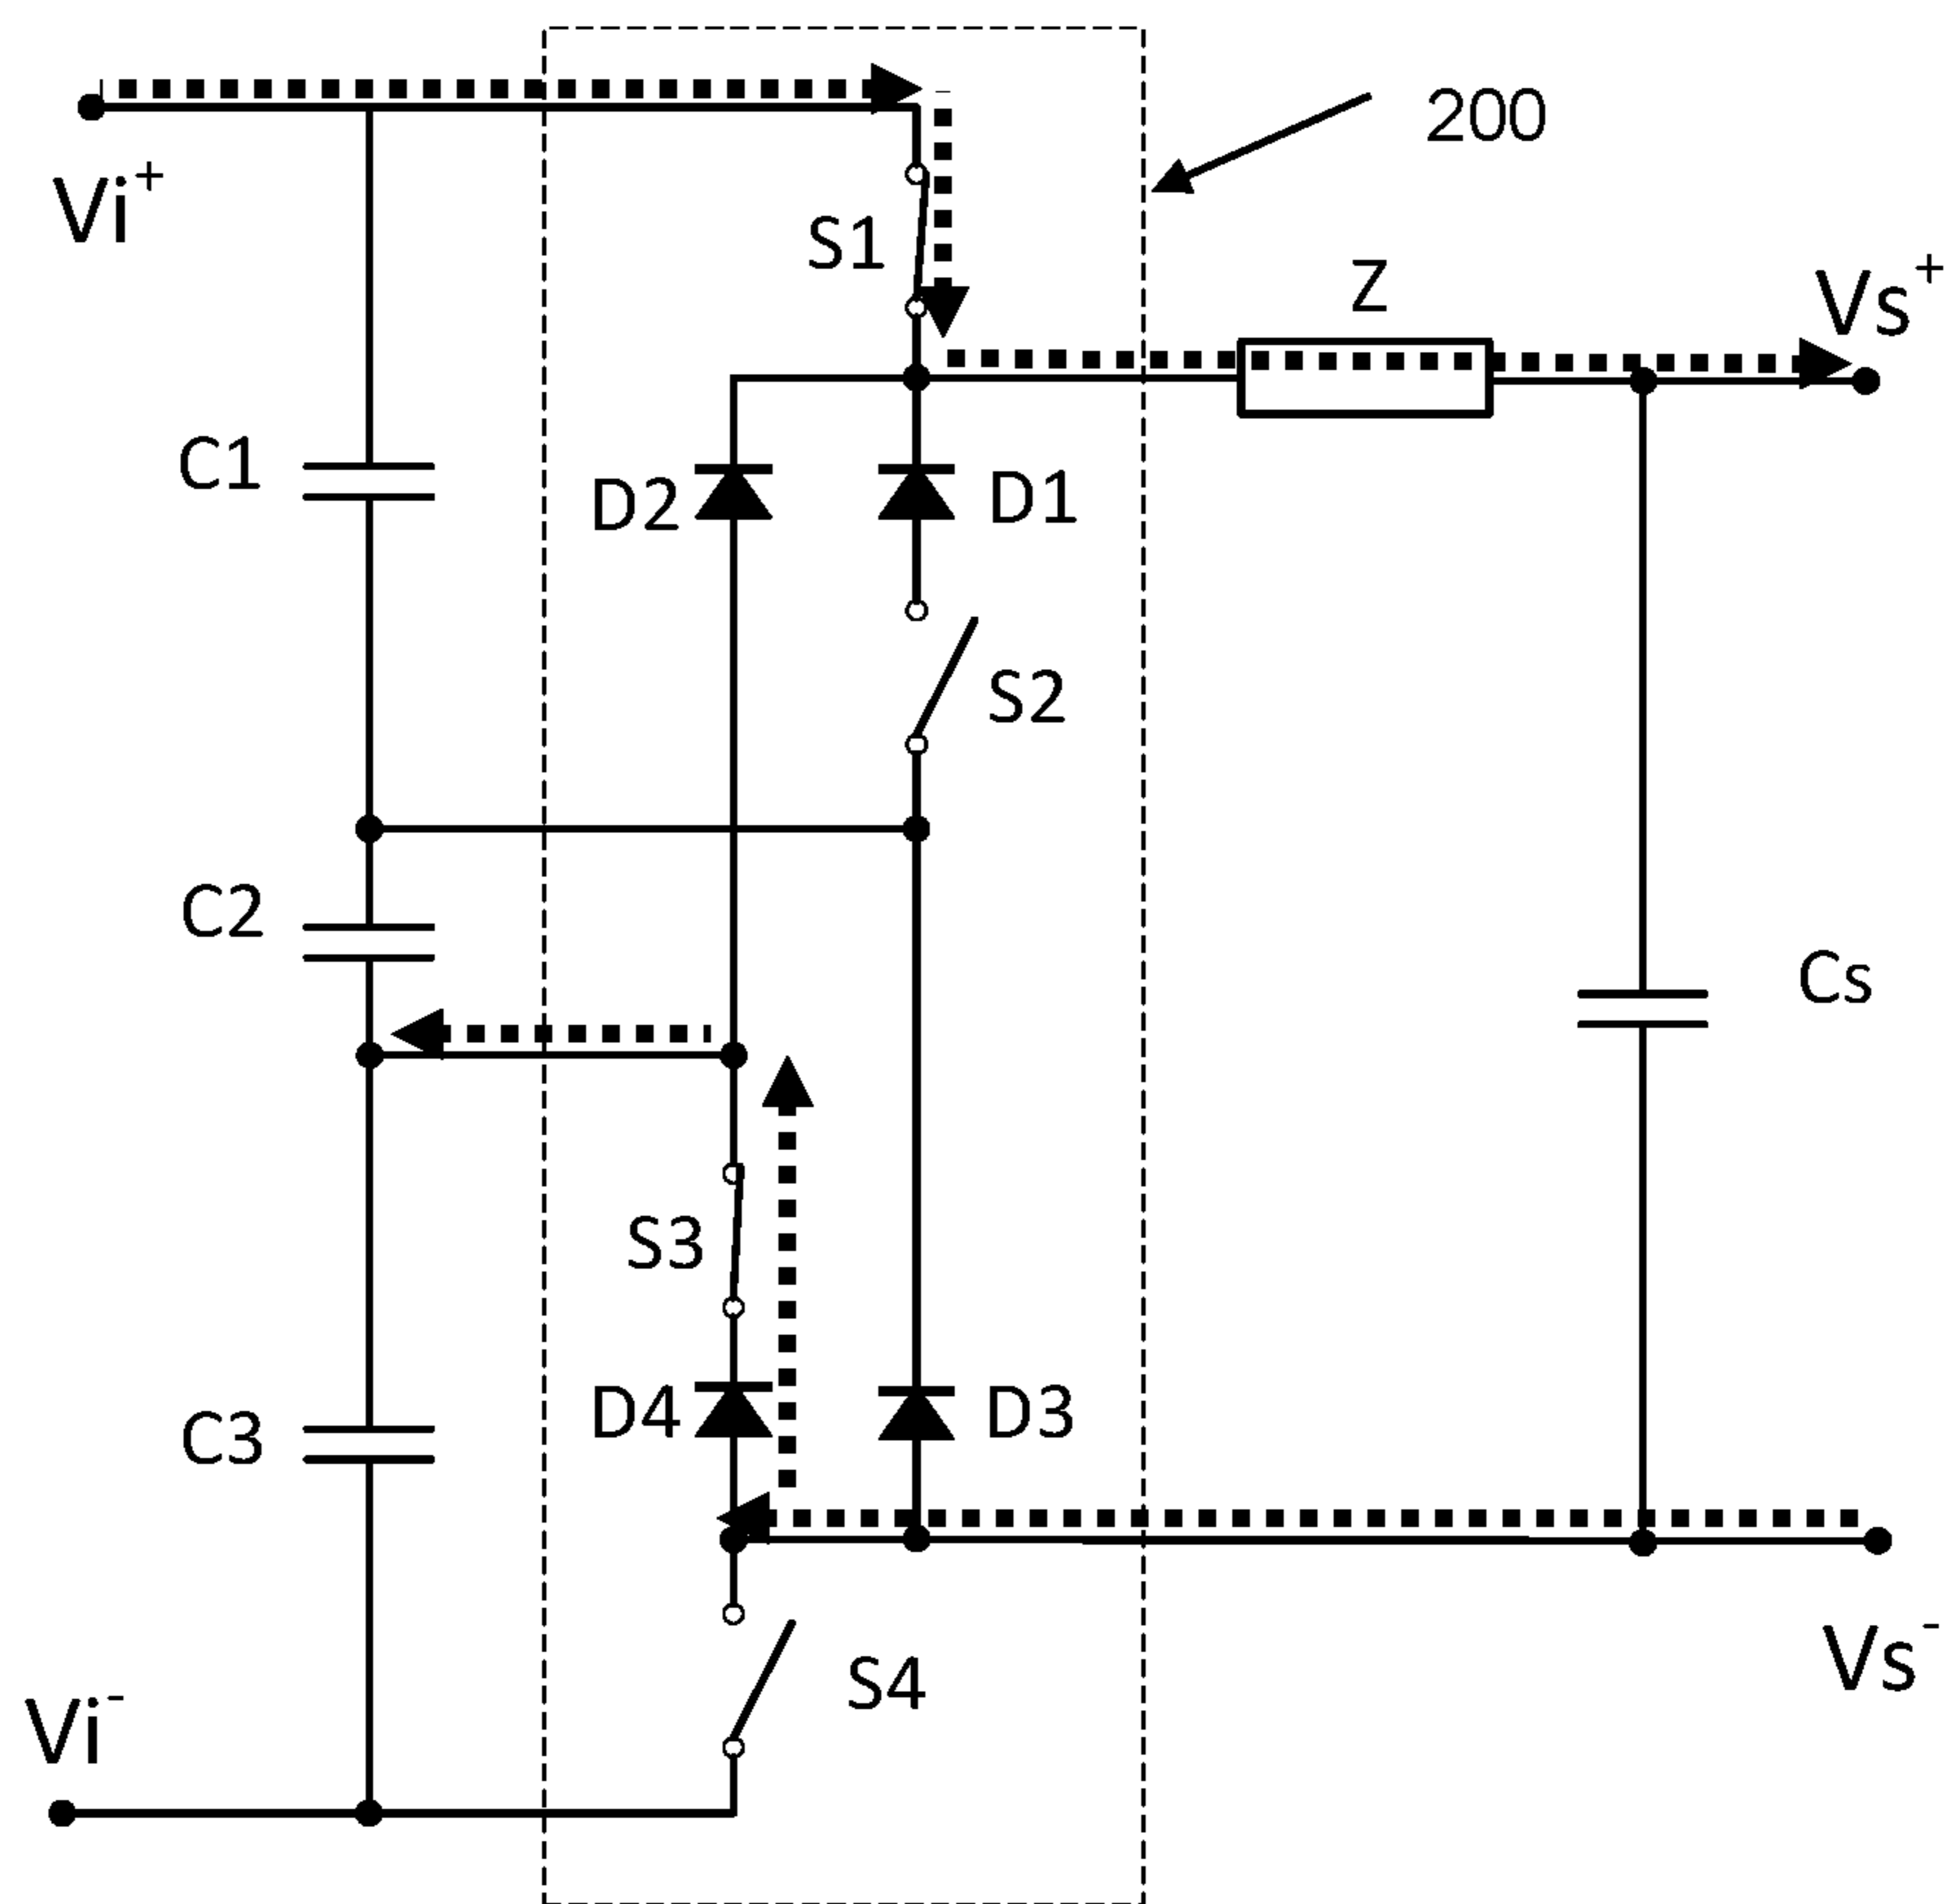 200
Vi+
S1
Z
Vs+
C1
D2
D1
S2
C2
Cs
S3
D4
D3
C3
S4
Vs-
Vi-